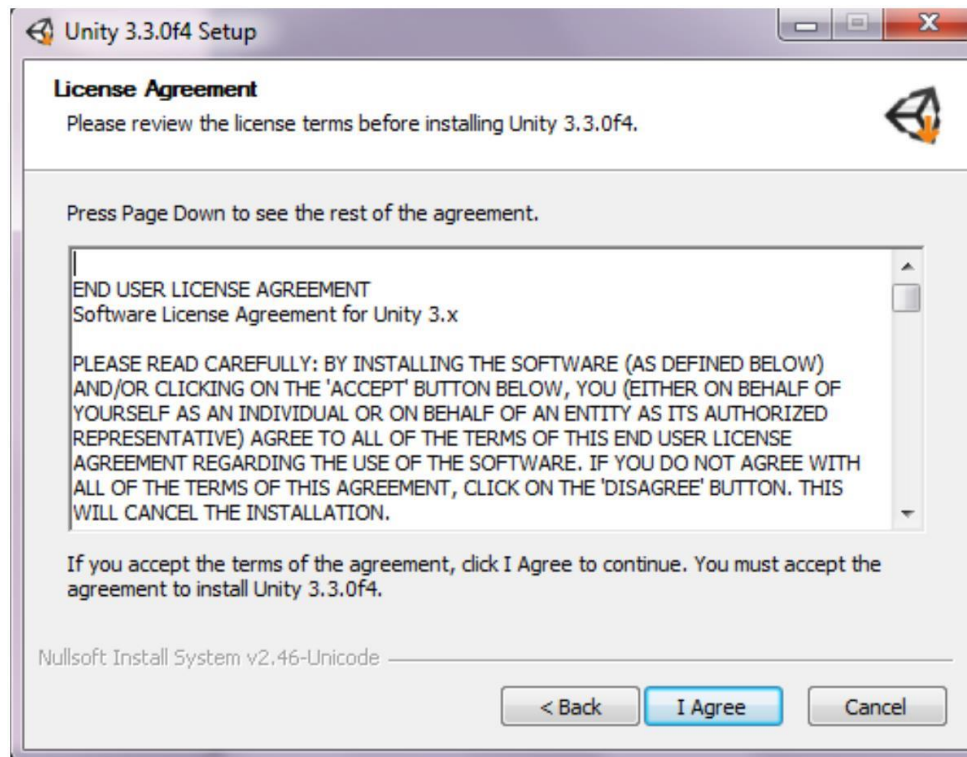 Unity 3.3.0f4 Setup
License Agreement
Please review the license terms before installing Unity 3.3.0f4.
Press Page Down to see the rest of the agreement.
END USER LICENSE AGREEMENT
Software License Agreement for Unity 3.x
PLEASE READ CAREFULLY: BY INSTALLING THE SOFTWARE (AS DEFINED BELOW)
AND/OR CLICKING ON THE 'ACCEPT' BUTTON BELOW, YOU (EITHER ON BEHALF OF
YOURSELF AS AN INDIVIDUAL OR ON BEHALF OF AN ENTITY AS ITS AUTHORIZED
REPRESENTATIVE) AGREE TO ALL OF THE TERMS OF THIS END USER LICENSE
AGREEMENT REGARDING THE USE OF THE SOFTWARE. IF YOU DO NOT AGREE WITH
ALL OF THE TERMS OF THIS AGREEMENT, CLICK ON THE 'DISAGREE' BUTTON. THIS
WILL CANCEL THE INSTALLATION.
If you accept the terms of the agreement, click I Agree to continue. You must accept the
agreement to install Unity 3.3.0f4.
Nullsoft Install System v2.46-Unicode
< Back I Agree Cancel